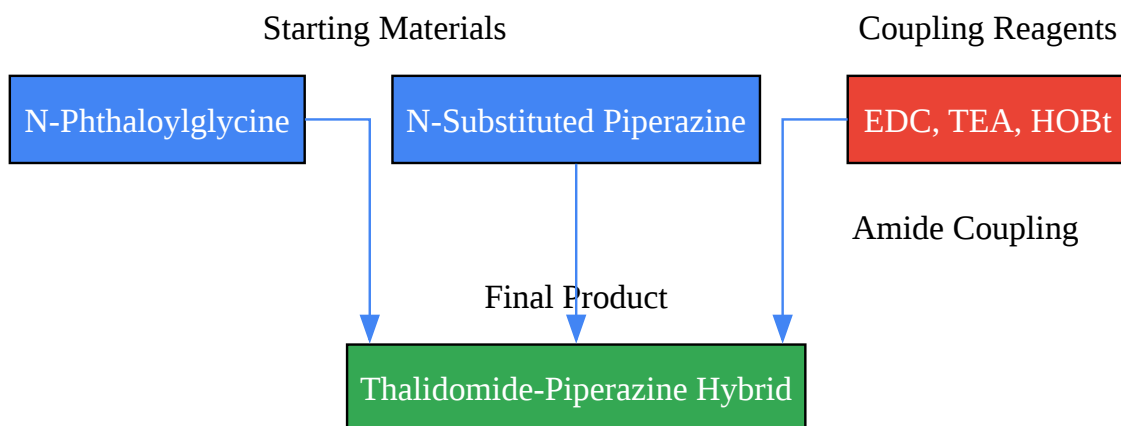 Starting Materials
Coupling Reagents
N-Phthaloylglycine
N-Substituted Piperazine
EDC, TEA, HOBt
Amide Coupling
Final Product
Thalidomide-Piperazine Hybrid